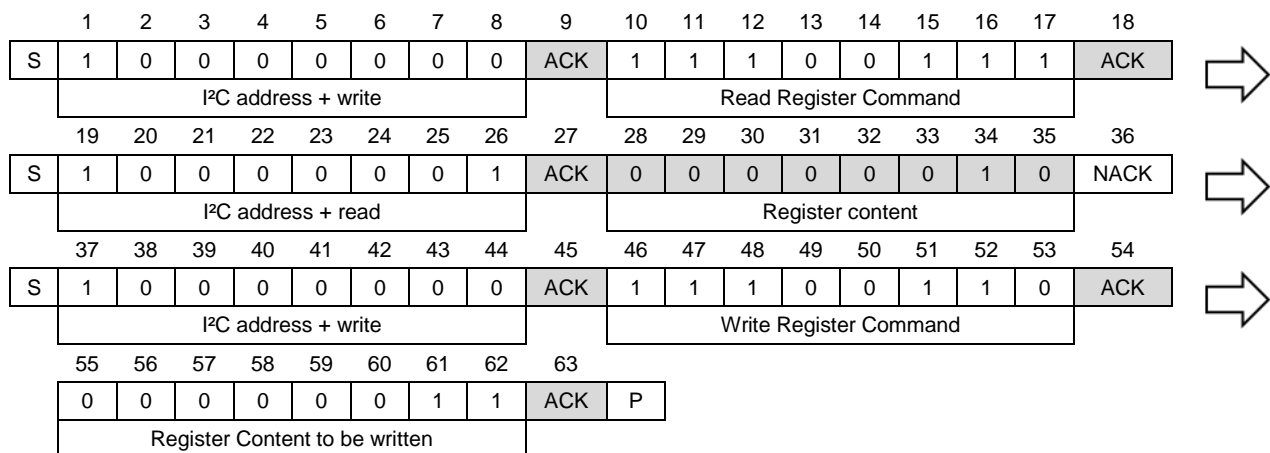 1 2 3 4 5 6 7 8 9 10 11 12 13 14 15 16 17 18
S 1 0 0 0 0 0 0 0 ACK 1 1 1 0 0 1 1 1 ACK
I²C address + write Read Register Command
19 20 21 22 23 24 25 26 27 28 29 30 31 32 33 34 35 36
S 1 0 0 0 0 0 0 1 ACK 0 0 0 0 0 0 1 0 NACK
I²C address + read Register content
37 38 39 40 41 42 43 44 45 46 47 48 49 50 51 52 53 54
S 1 0 0 0 0 0 0 0 ACK 1 1 1 0 0 1 1 0 ACK
I²C address + write Write Register Command
55 56 57 58 59 60 61 62 63
0 0 0 0 0 0 1 1 ACK P
Register Content to be written